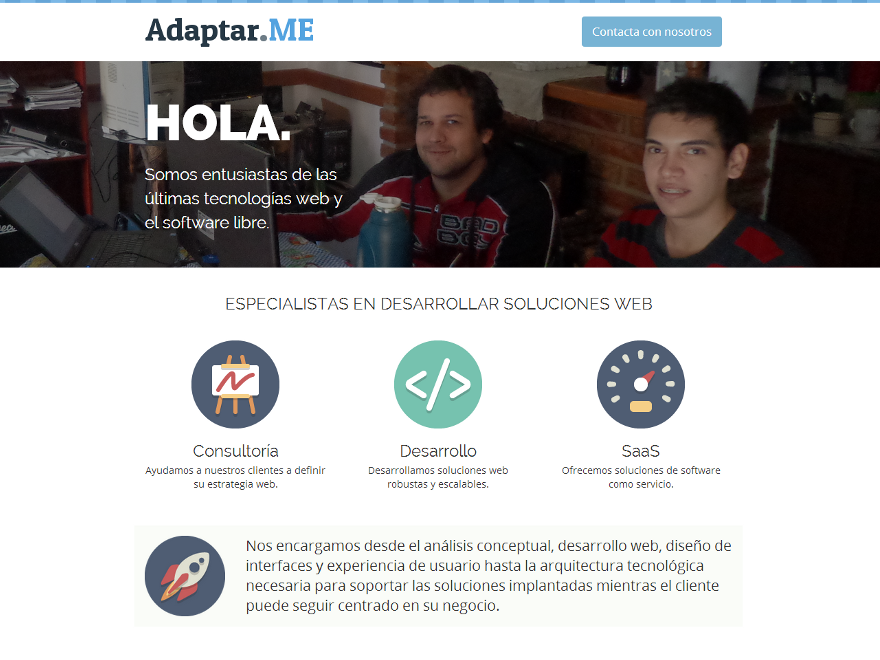 Adaptar.ME
Contacta con nosotros
HOLA.
Somos entusiastas de las
últimas tecnologías web y
el software libre.
BAD
BOY
ESPECIALISTAS EN DESARROLLAR SOLUCIONES WEB
Consultoría
Ayudamos a nuestros clientes a definir
su estrategia web.
Desarrollo
Desarrollamos soluciones web
robustas y escalables.
SaaS
Ofrecemos soluciones de software
como servicio.
Nos encargamos desde el análisis conceptual, desarrollo web, diseño de
interfaces y experiencia de usuario hasta la arquitectura tecnológica
necesaria para soportar las soluciones implantadas mientras el cliente
puede seguir centrado en su negocio.